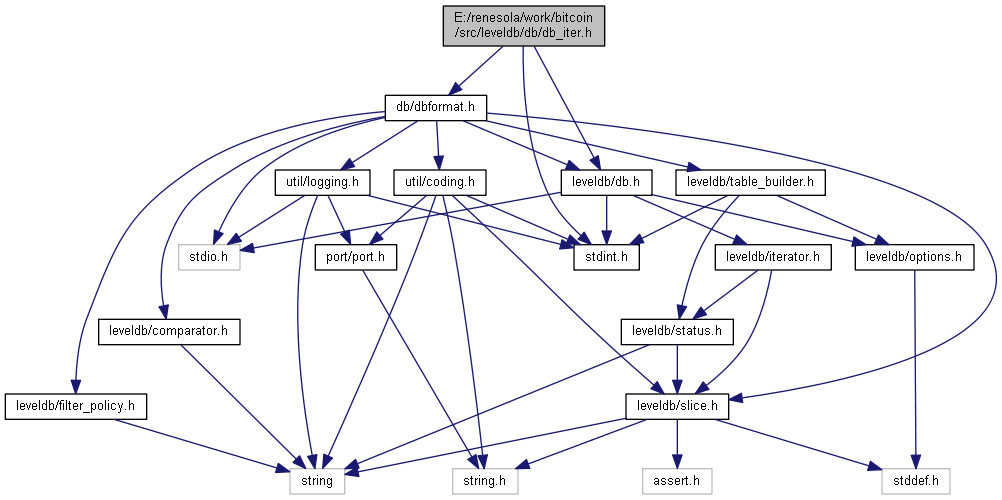 E:/renesola/work/bitcoin
/src/leveldb/db/db_iter.h
db/dbformat.h
util/logging.h
util/coding.h
leveldb/db.h
leveldb/table_builder.h
stdio.h
port/port.h
stdint.h
leveldb/iterator.h
leveldb/options.h
leveldb/comparator.h
leveldb/status.h
leveldb/filter_policy.h
leveldb/slice.h
string
string.h
assert.h
stddef.h